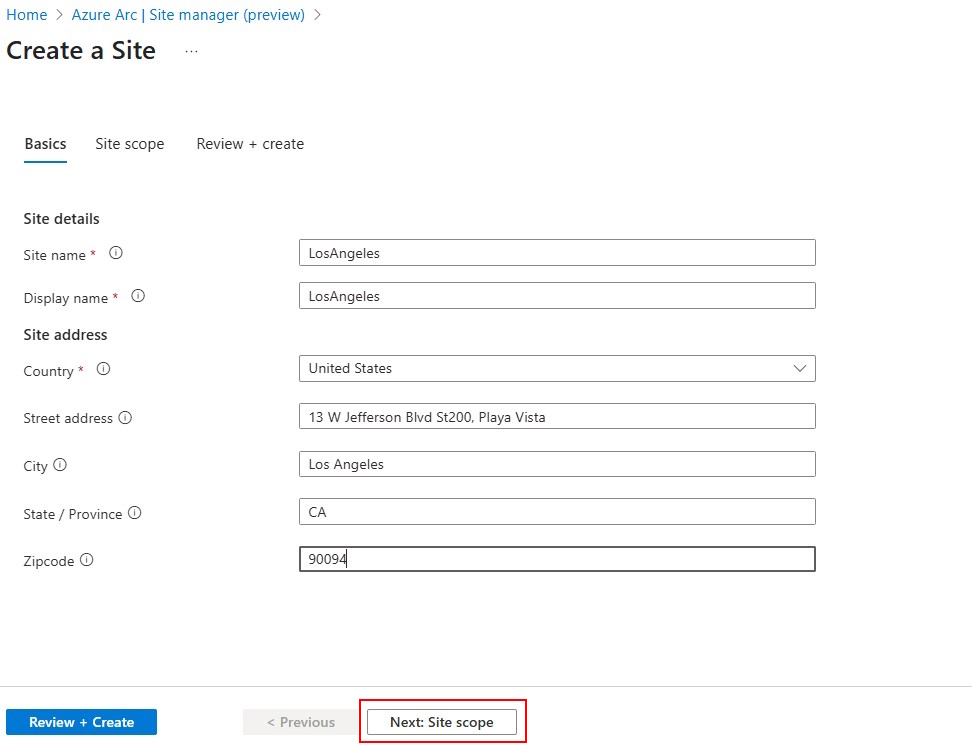 Home > Azure Arc | Site manager (preview) >
Create a Site ...
Basics Site scope Review + create
Site details
Site name * LosAngeles
Display name * LosAngeles
Site address
Country * United States
Street address 13 W Jefferson Blvd St200, Playa Vista
City Los Angeles
State / Province CA
Zipcode 90094
Review + Create < Previous Next: Site scope